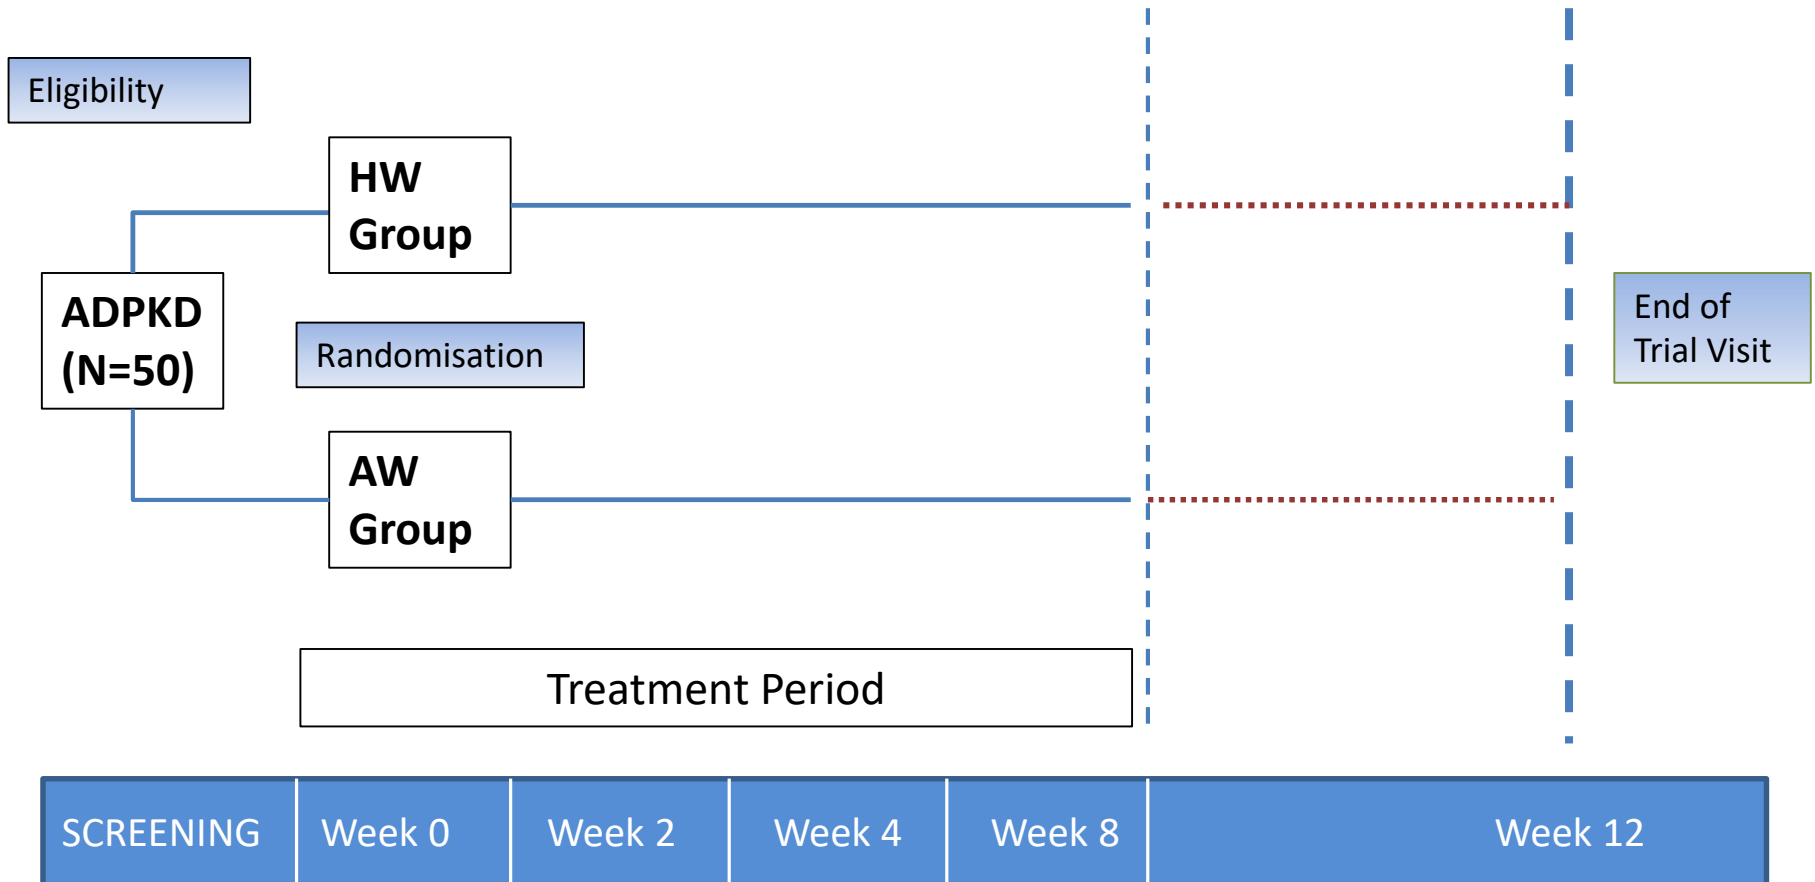 Eligibility
HW
Group
ADPKD
(N=50)
Randomisation
End of
Trial Visit
AW
Group
Treatment Period
SCREENING
Week 0
Week 2
Week 4
Week 8
Week 12